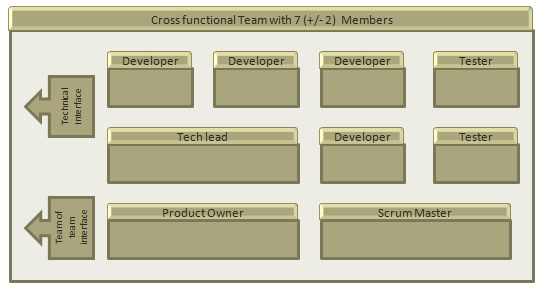 Cross functional Team with 7 (+/- 2) Members
Developer
Developer
Developer
Tester
Technical
Interface
Tech lead
Developer
Tester
Team of
team
interface
Product Owner
Scrum Master